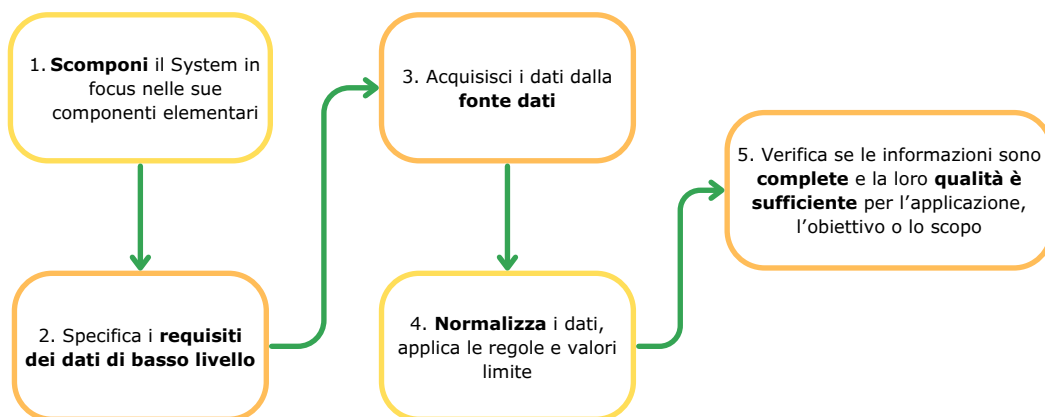 1. Scomponi il System in
focus nelle sue
componenti elementari
2. Specifica i requisiti
dei dati di basso livello
3. Acquisisci i dati dalla
fonte dati
4. Normalizza i dati,
applica le regole e valori
limite
5. Verifica se le informazioni sono
complete e la loro qualità è
sufficiente per l’applicazione,
l’obiettivo o lo scopo